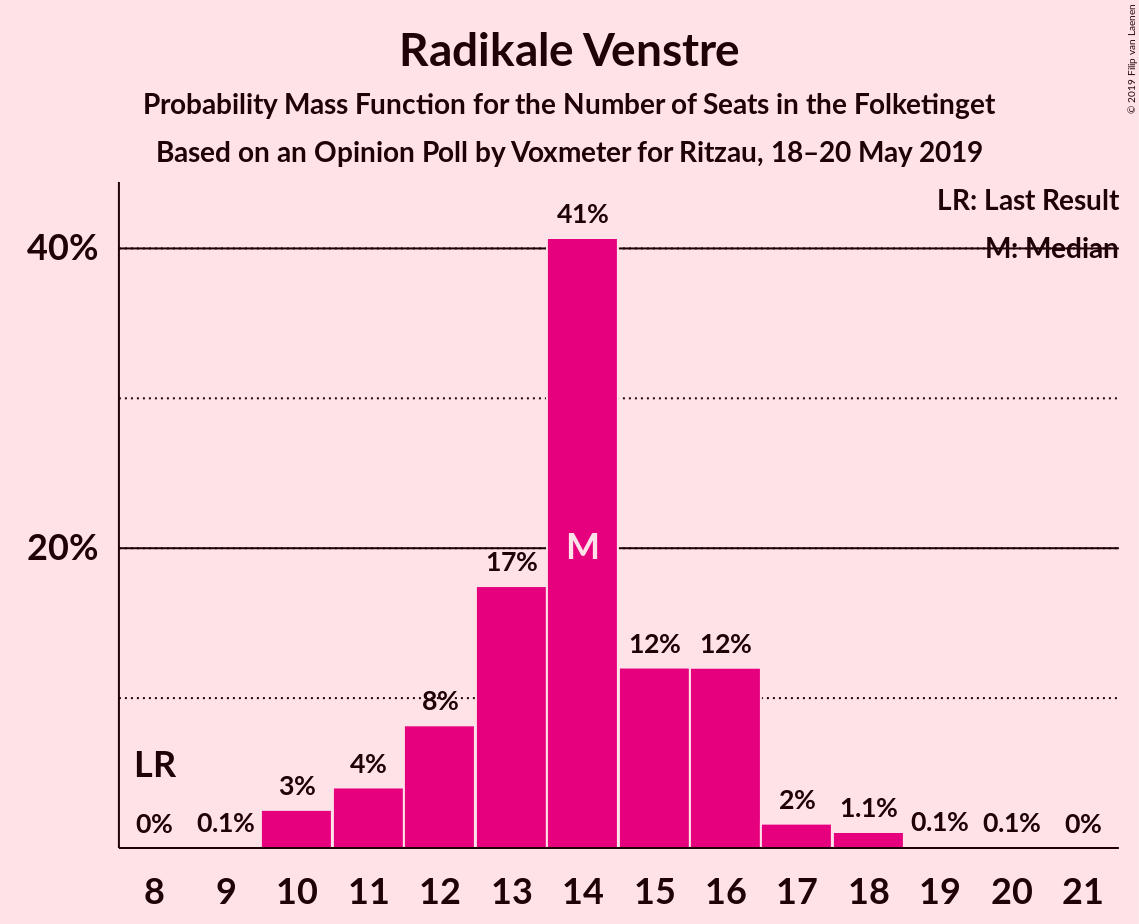 Radikale Venstre
Probability Mass Function for the Number of Seats in the Folketinget
Based on an Opinion Poll by Voxmeter for Ritzau, 18–20 May 2019
© 2019 Filip van Laenen
LR: Last Result
M: Median
40%
20%
41%
M
17%
12% 12%
8%
LR
4%
3%
2%
1.1%
0% 0.1% 0.1% 0.1% 0%
8 9 10 11 12 13 14 15 16 17 18 19 20 21